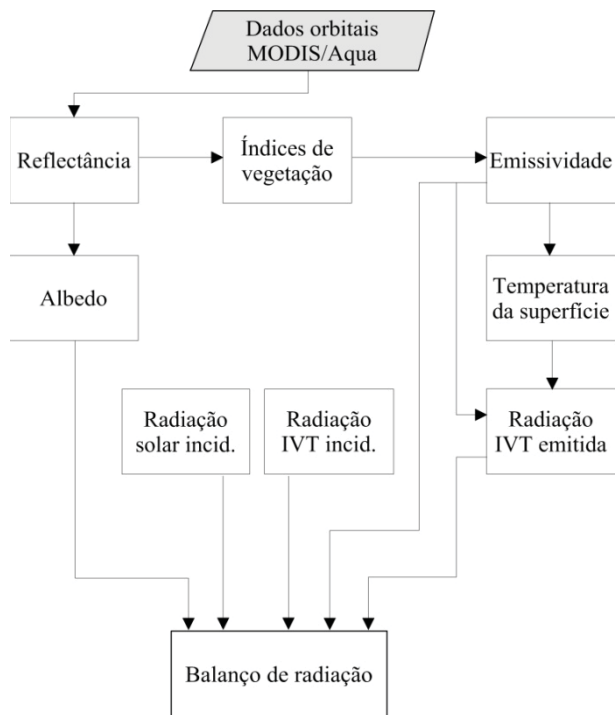 Dados orbitais
MODIS/Aqua
Reflectância
Índices de
vegetação
Emissividade
Albedo
Temperatura
da superfície
Radiação
solar incid.
Radiação
IVT incid.
Radiação
IVT emitida
Balanço de radiação